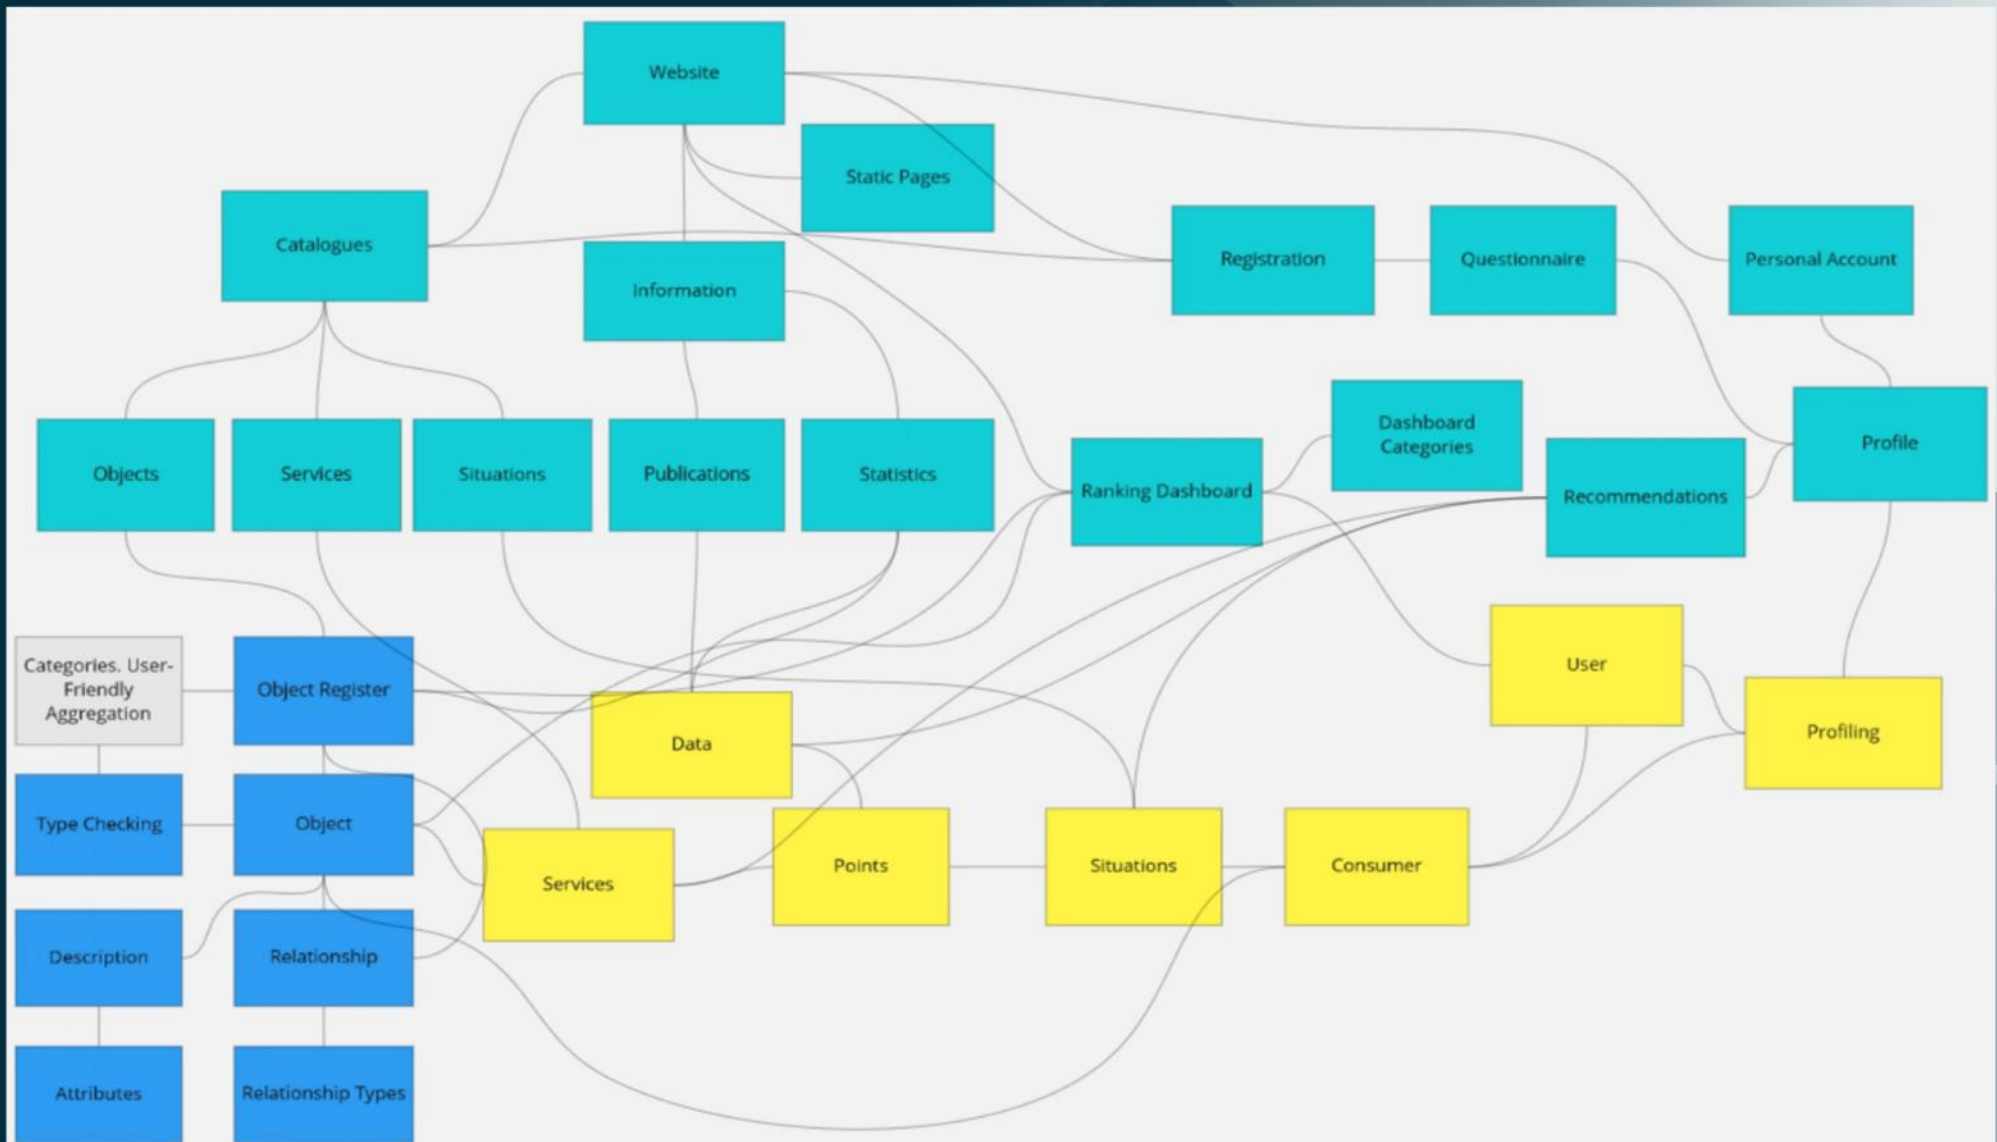 Website
Static Pages
Catalogues
Information
Registration
Questionnaire
Personal Account
Objects
Services
Situations
Publications
Statistics
Ranking Dashboard
Dashboard
Categories
Recommendations
Profile
Categories. User-
Friendly
Aggregation
Object Register
Data
User
Profiling
Type Checking
Object
Services
Points
Situations
Consumer
Description
Relationship
Attributes
Relationship Types